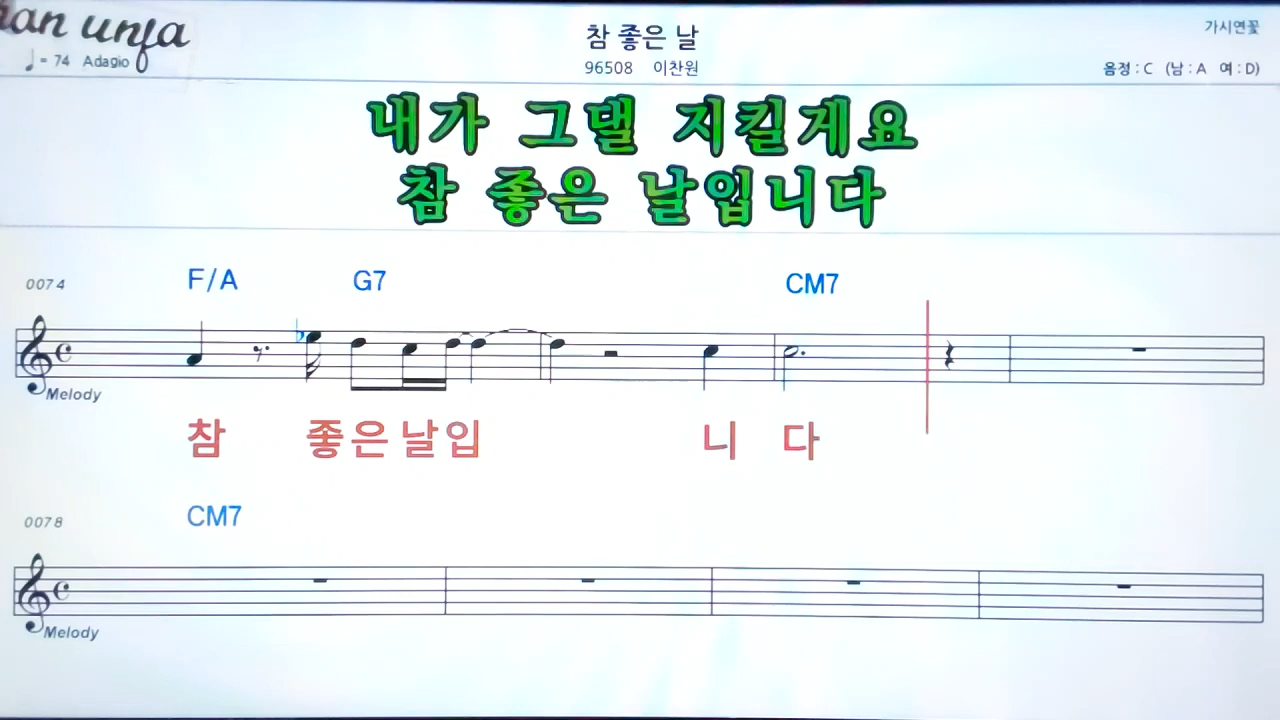 unja
♩= 74 Adagio
참 좋은 날
96508 이찬원
가시연꽃
음정 : C (남 : A 여 : D)
내가 그댈 지킬게요
참 좋은 날입니다
0074 F/A G7 CM7
Melody
참 좋은날입 니 다
0078 CM7
Melody